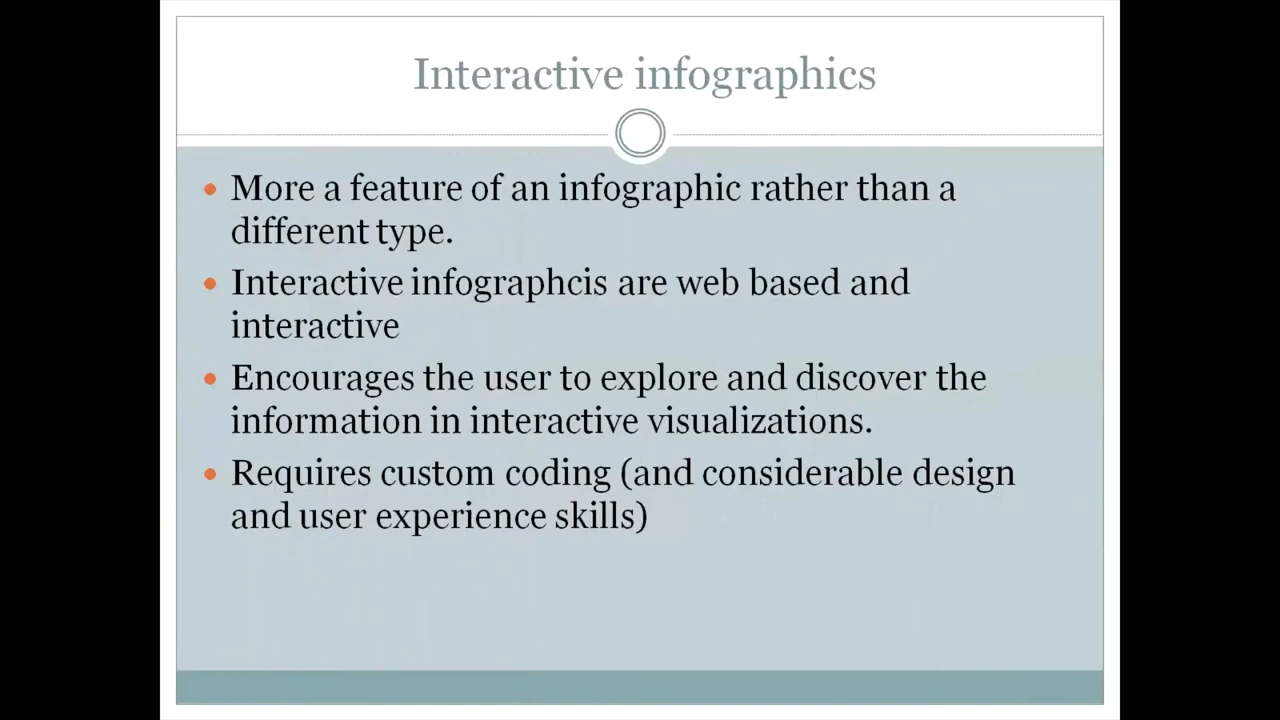 Interactive infographics
More a feature of an infographic rather than a
different type.
Interactive infographcis are web based and
interactive
Encourages the user to explore and discover the
information in interactive visualizations.
Requires custom coding (and considerable design
and user experience skills)